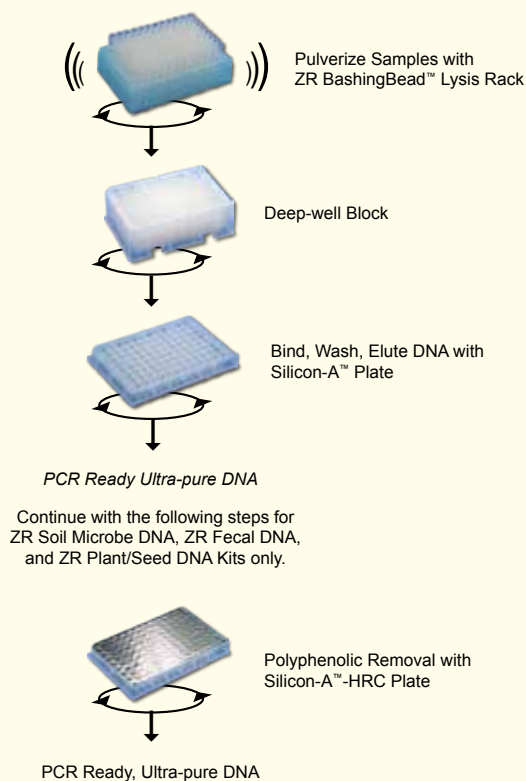 Pulverize Samples with
ZR BashingBead™ Lysis Rack
Deep-well Block
Bind, Wash, Elute DNA with
Silicon-A™ Plate
PCR Ready Ultra-pure DNA
Continue with the following steps for
ZR Soil Microbe DNA, ZR Fecal DNA,
and ZR Plant/Seed DNA Kits only.
Polyphenolic Removal with
Silicon-A™-HRC Plate
PCR Ready, Ultra-pure DNA